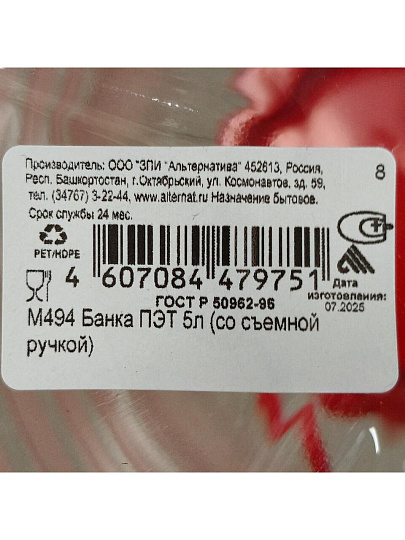 Производитель: ООО "ЗПИ "Альтернатива" 452613, Россия,
Респ. Башкортостан, г.Октябрьский, ул. Космонавтов, зд. 59,
тел. (34767) 3-22-44, www.alternat.ru Назначение бытовое.
Срок службы 24 мес.
8
PET/HDPE
4 607084 479751
ГОСТ Р 50962-96
Дата
изготовления:
07.2025
М494 Банка ПЭТ 5л (со съемной
ручкой)